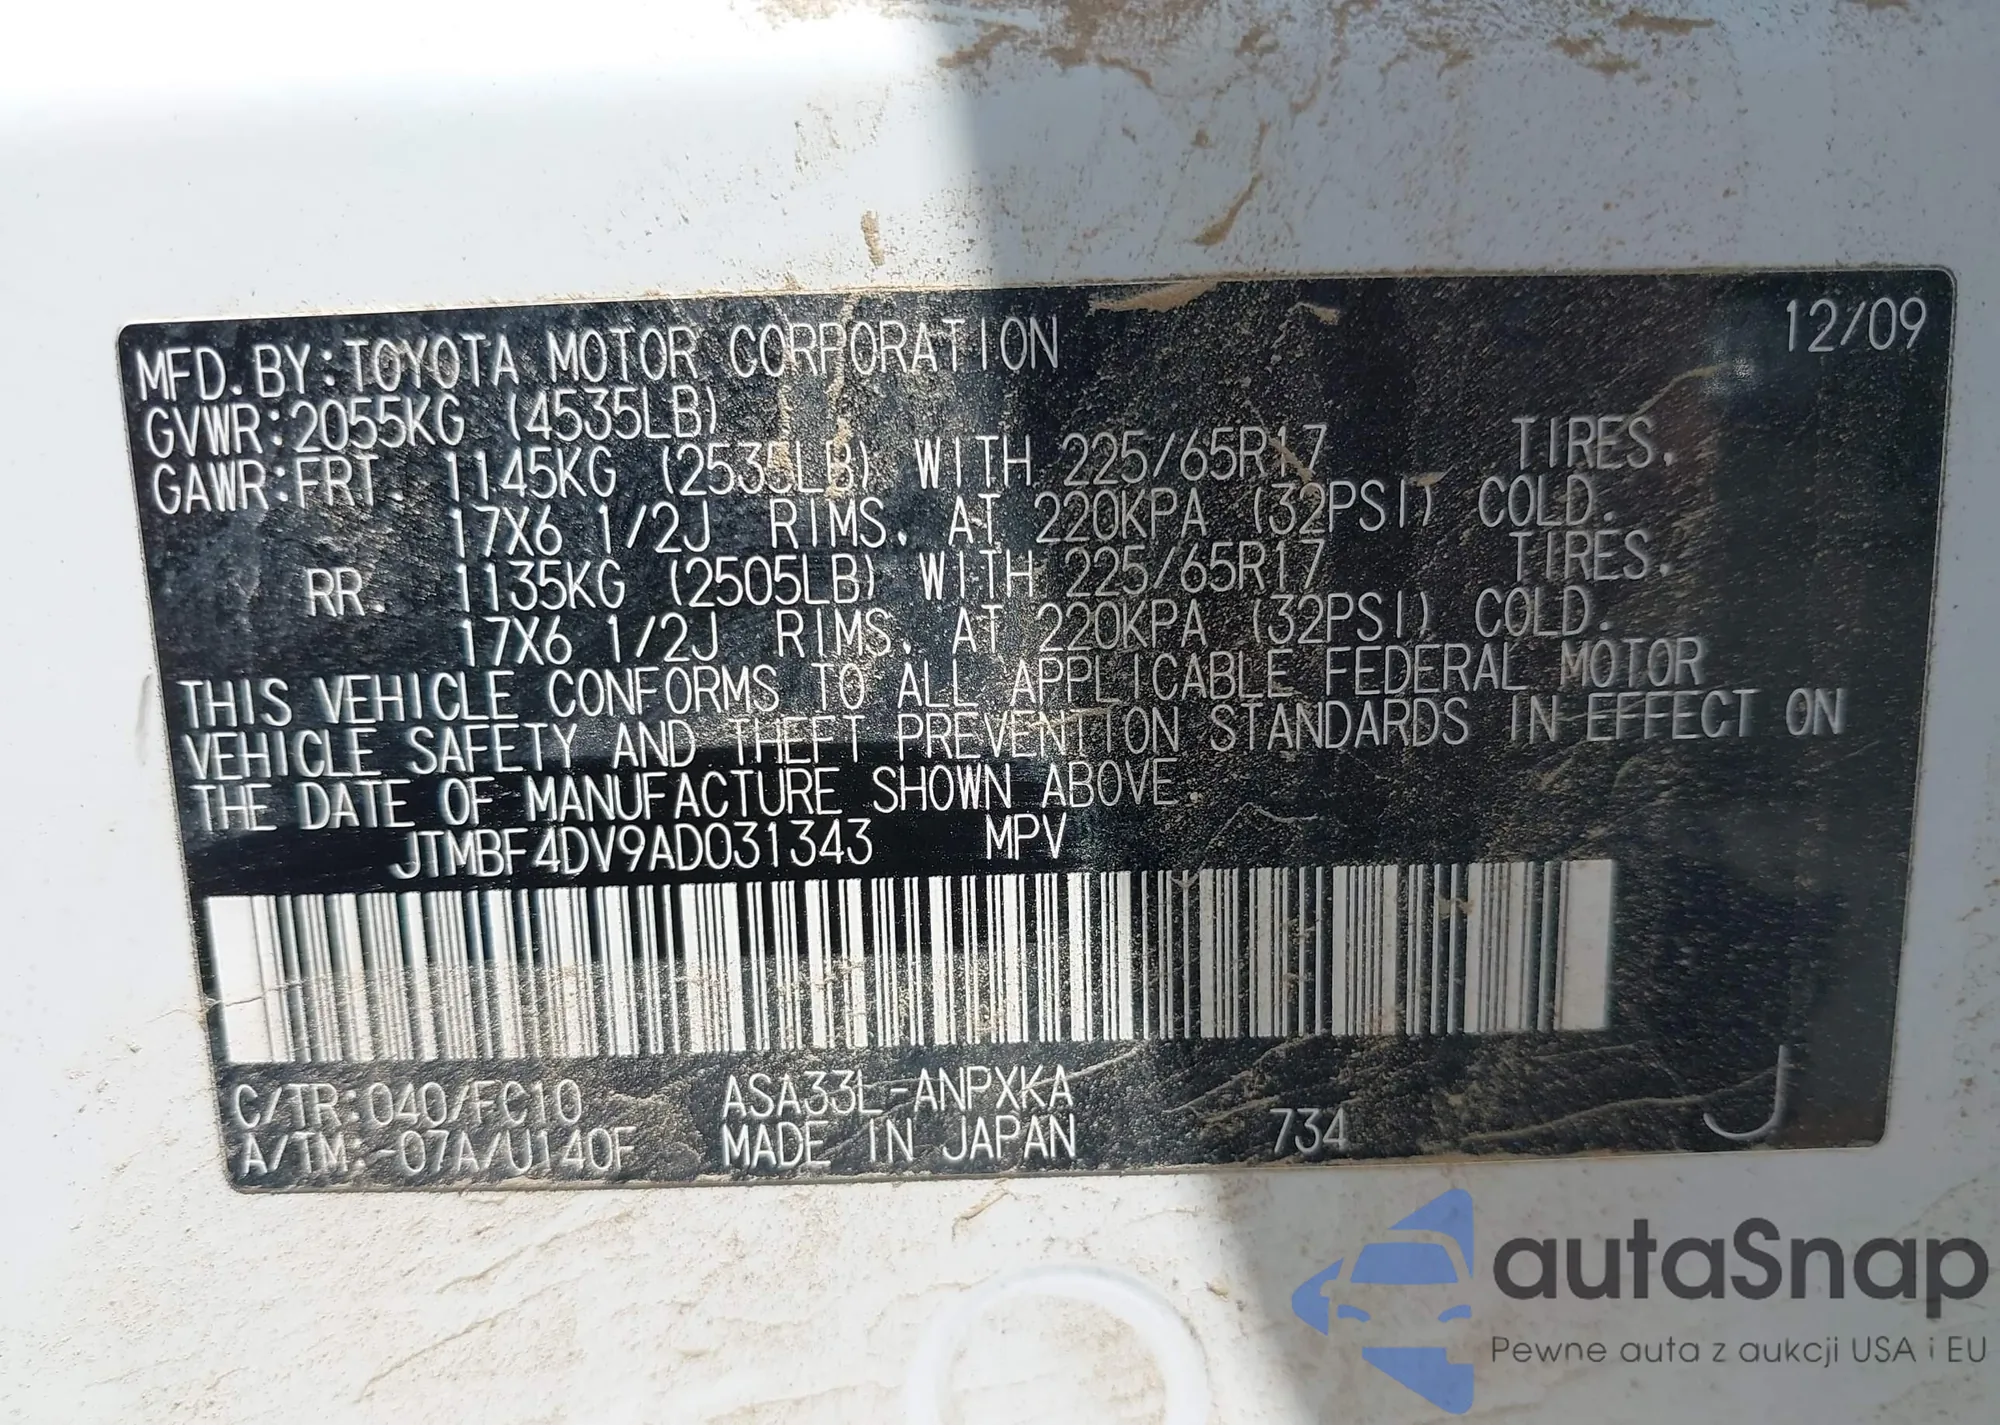 12/09
MFD.BY:TOYOTA MOTOR CORPORATION
GVWR:2055KG (4535LB)
GAWR:FRT. 1145KG (2535LB) WITH 225/65R17 TIRES,
17X6 1/2J RIMS, AT 220KPA (32PSI) COLD.
RR. 1135KG (2505LB) WITH 225/65R17 TIRES,
17X6 1/2J RIMS, AT 220KPA (32PSI) COLD.
THIS VEHICLE CONFORMS TO ALL APPLICABLE FEDERAL MOTOR
VEHICLE SAFETY AND THEFT PREVENTION STANDARDS IN EFFECT ON
THE DATE OF MANUFACTURE SHOWN ABOVE.
JTMBF4DV9AD031343 MPV
C/TR:040/FC10 ASA33L-ANPXKA
A/TM:-07A/U140F MADE IN JAPAN 734 J
autaSnap
Pewne auta z aukcji USA i EU